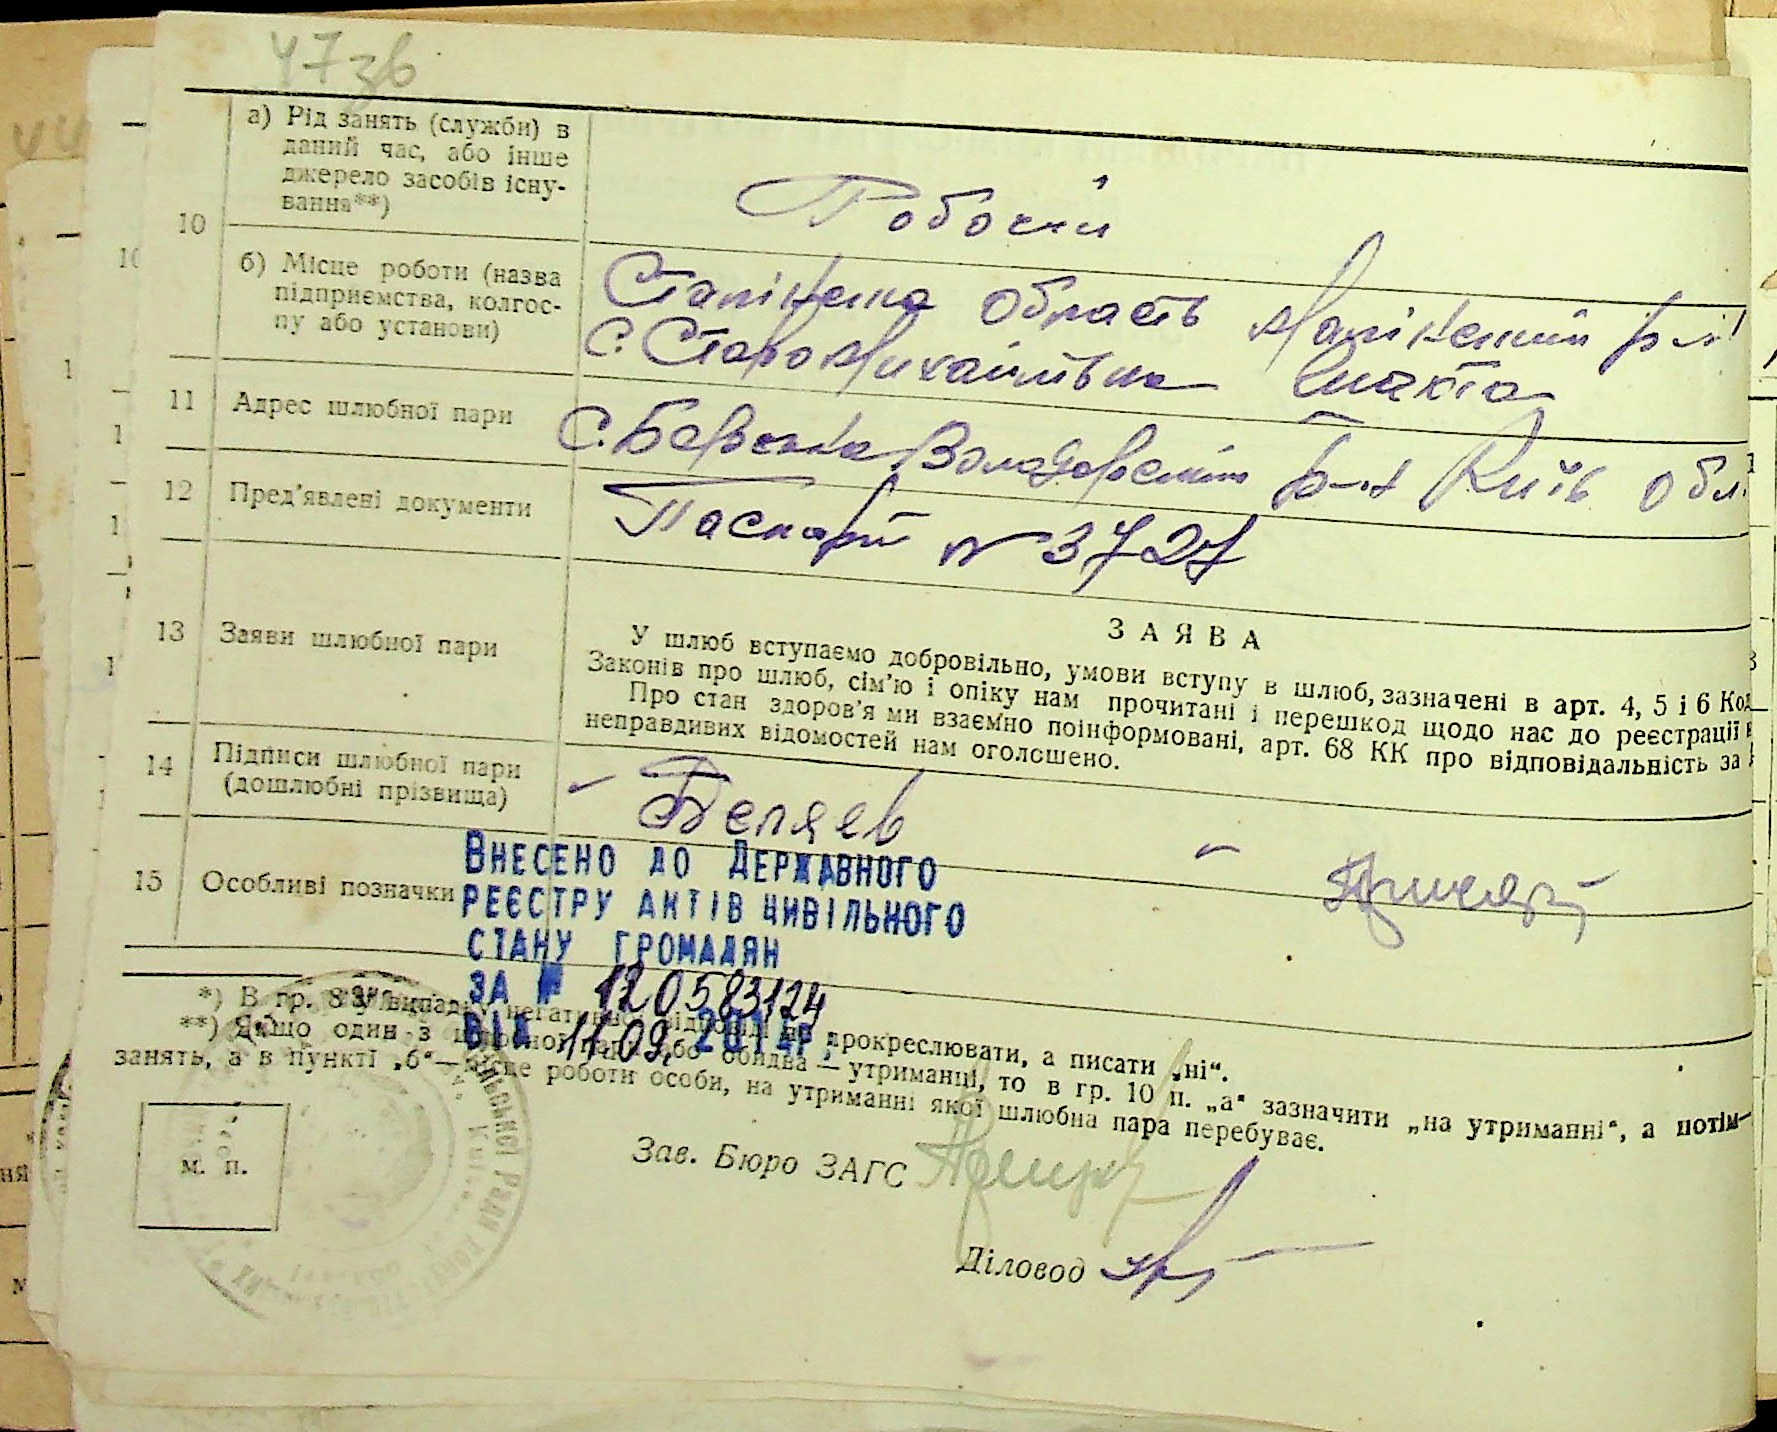 47зв
10
а) Рід занять (служби) в
даний час, або інше
джерело засобів існу-
вання**)
Робочий
б) Місце роботи (назва
підприємства, колгос-
пу або установи)
Сталінська область
р-н
С. Старо Михайлівка шахта
11 Адрес шлюбної пари
С. Володарський р-н Київ обл.
12 Пред’явлені документи
Паспорт № 3727
13 Заяви шлюбної пари
ЗАЯВА
У шлюб вступаємо добровільно, умови вступу в шлюб, зазначені в арт. 4, 5 і 6 Код
Законів про шлюб, сім’ю і опіку нам прочитані і перешкод щодо нас до реєстрації
Про стан здоров’я ми взаємно поінформовані, арт. 68 КК про відповідальність за
неправдивих відомостей нам оголошено.
14 Підписи шлюбної пари
(дошлюбні прізвища)
Беляев
15 Особливі позначки
Внесено до Державного
реєстру актів цивільного
стану громадян
за № 120583124
від 11.09. 201 р.
*) В гр. 8 у випадку негативної відповіді не прокреслювати, а писати „ні“.
**) Якщо один з шлюбної пари або обидва — утриманці, то в гр. 10 п. „а“ зазначити „на утриманні“, а потім—
занять, а в пункті „б“—місце роботи особи, на утриманні якої шлюбна пара перебуває.
м. п.
Зав. Бюро ЗАГС
Діловод